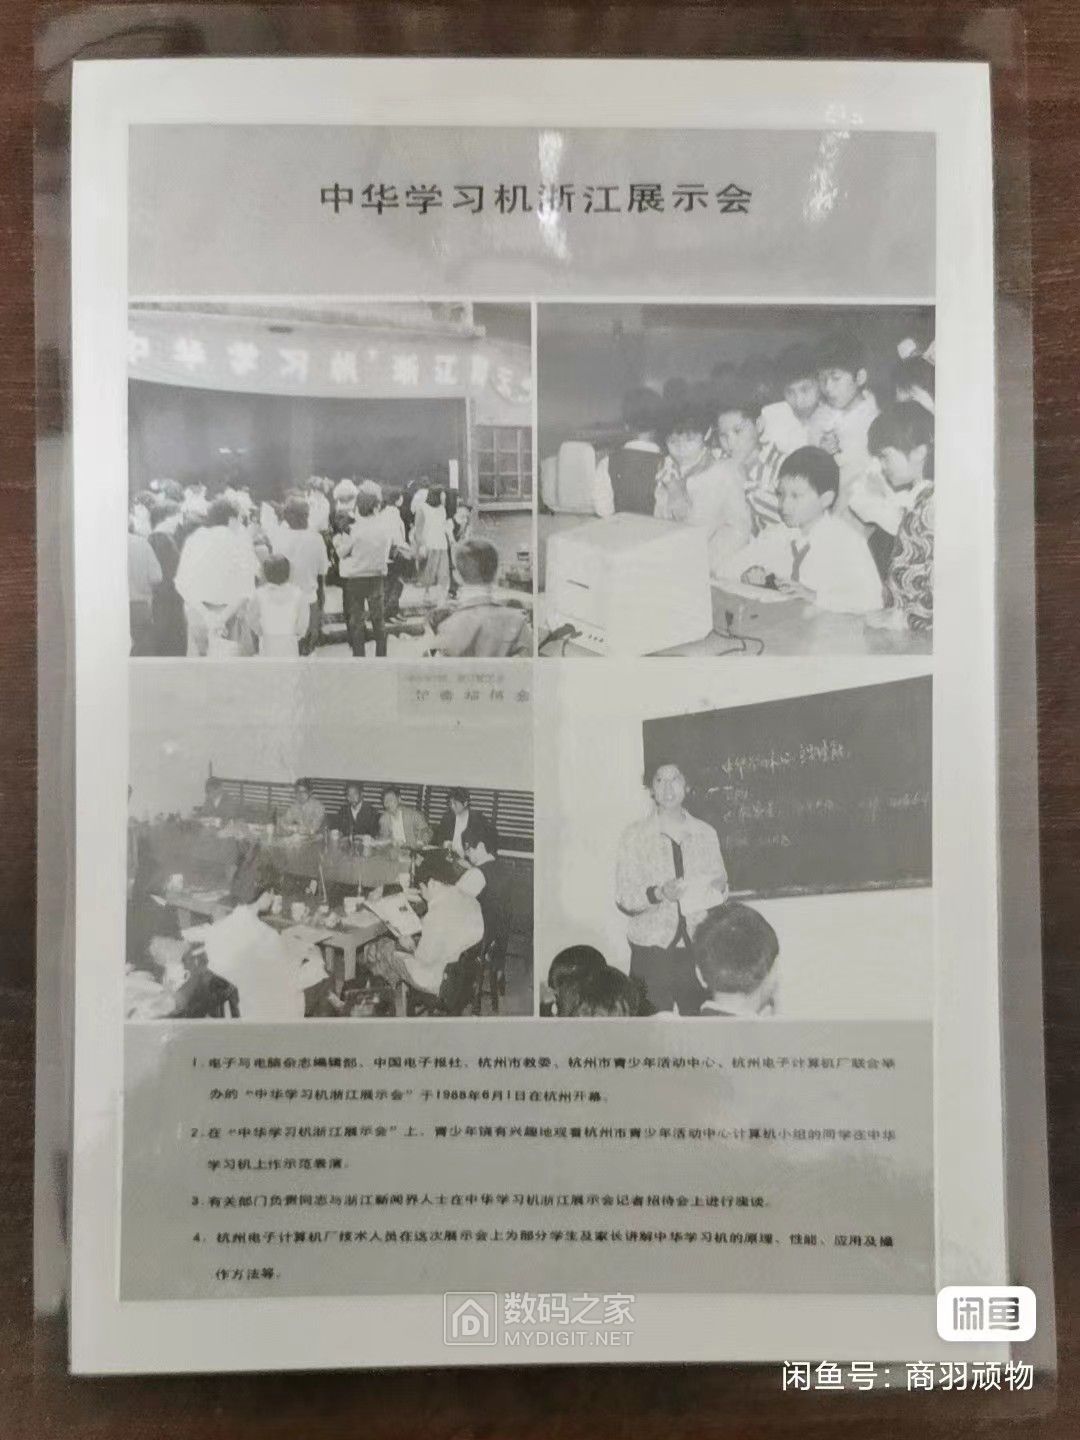 中华学习机浙江展示会
记者招待会
1. 电子与电脑杂志编辑部、中国电子报社、杭州市教委、杭州市青少年活动中心、杭州电子计算机厂联合举
办的“中华学习机浙江展示会”于1988年6月1日在杭州开幕。
2. 在“中华学习机浙江展示会”上，青少年饶有兴趣地观看杭州市青少年活动中心计算机小组的同学在中华
学习机上作示范表演。
3. 有关部门负责同志与浙江新闻界人士在中华学习机浙江展示会记者招待会上进行座谈。
4. 杭州电子计算机厂技术人员在这次展示会上为部分学生及家长讲解中华学习机的原理、性能、应用及操
作方法等。
数码之家
MYDIGIT.NET
闲鱼
闲鱼号：商羽顽物